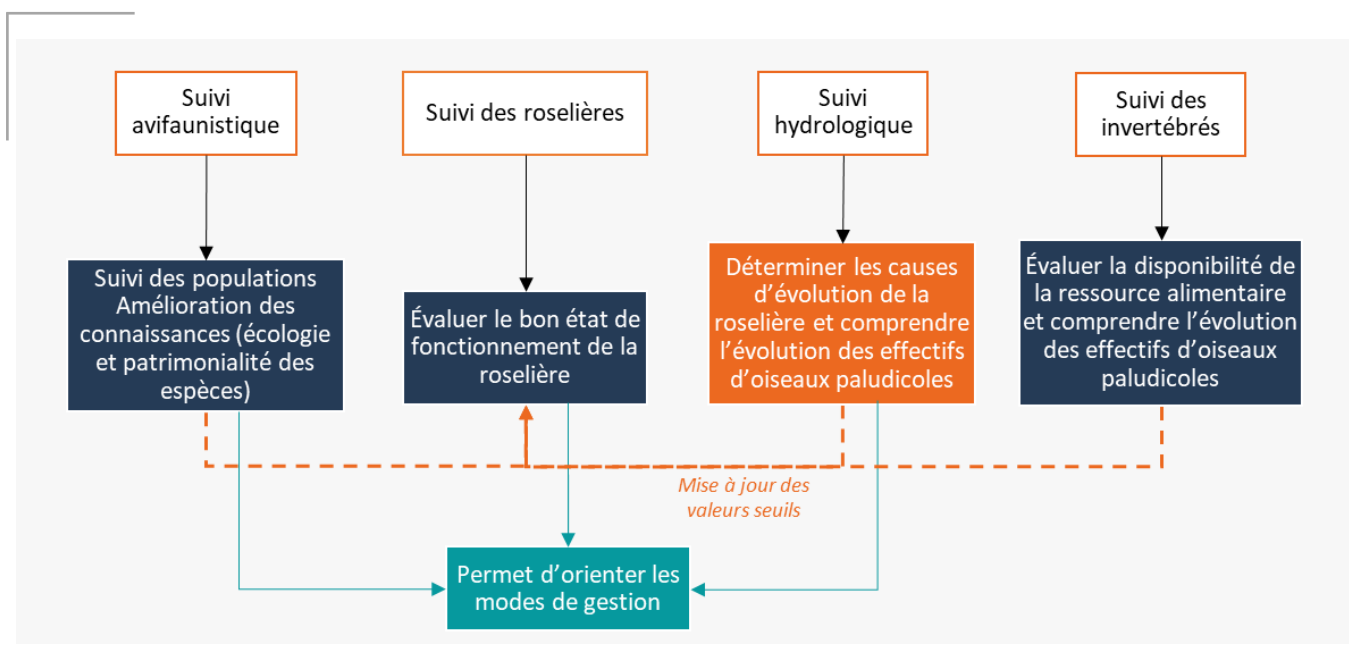 Suivi
avifaunistique
Suivi des roselières
Suivi
hydrologique
Suivi des
invertébrés
Suivi des populations
Amélioration des
connaissances (écologie
et patrimonialité des
espèces)
Évaluer le bon état de
fonctionnement de la
roselière
Déterminer les causes
d’évolution de la
roselière et comprendre
l’évolution des effectifs
d’oiseaux paludicoles
Évaluer la disponibilité de
la ressource alimentaire
et comprendre l’évolution
des effectifs d’oiseaux
paludicoles
Mise à jour des
valeurs seuils
Permet d’orienter les
modes de gestion